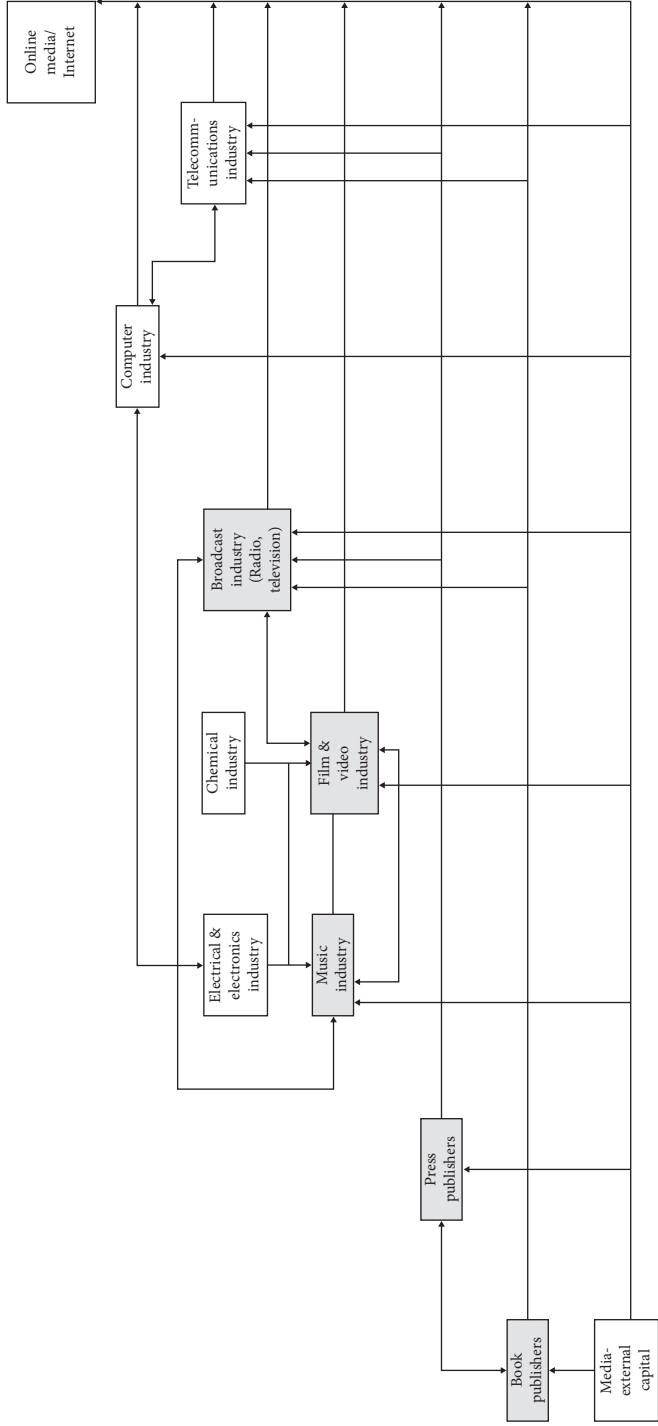 Online
media/
Internet
Telecomm-
unications
industry
Computer
industry
Broadcast
industry
(Radio,
television)
Chemical
industry
Film &
video
industry
Electrical &
electronics
industry
Music
industry
Press
publishers
Book
publishers
Media-
external
capital